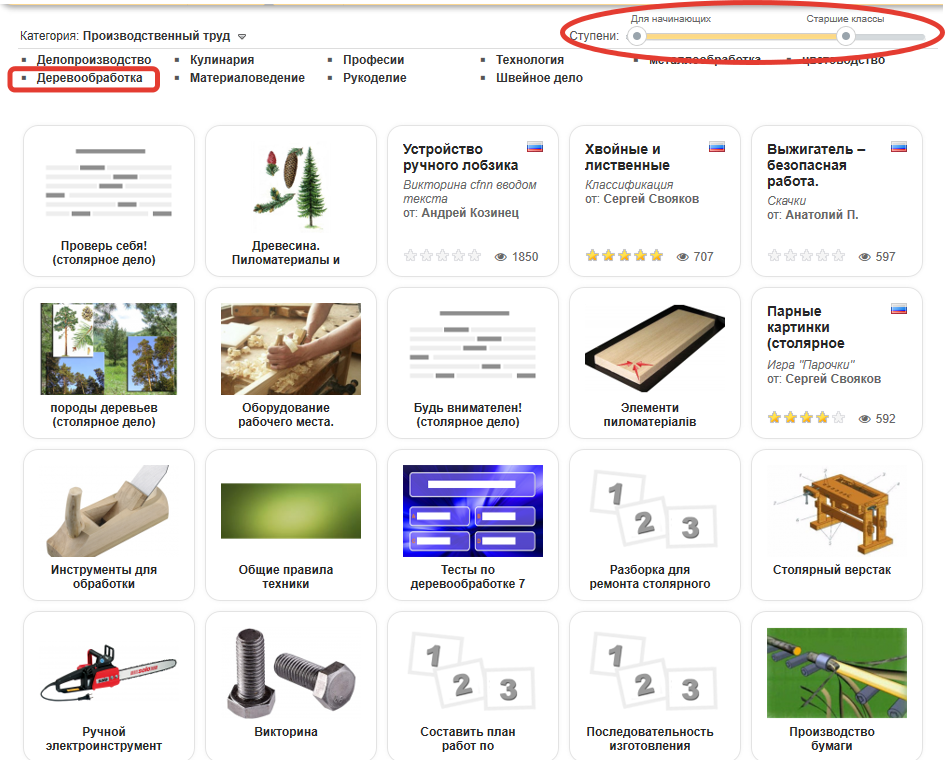 Для начинающих Старшие классы
Категория: Производственный труд Ступени:
Делопроизводство Кулинария Професии Технология металлообработка цветоводство
Деревообработка Материаловедение Рукоделие Швейное дело
Проверь себя!
(столярное дело)
Древесина.
Пиломатериалы и
Устройство
ручного лобзика
Викторина сfпп вводом
текста
от: Андрей Козинец
1850
Хвойные и
лиственные
Классификация
от: Сергей Свояков
707
Выжигатель –
безопасная
работа.
Скачки
от: Анатолий П.
597
породы деревьев
(столярное дело)
Оборудование
рабочего места.
Будь внимателен!
(столярное дело)
Элементи
пиломатеріалів
Парные
картинки
(столярное
Игра "Парочки"
от: Сергей Свояков
592
Инструменты для
обработки
Общие правила
техники
Тесты по
деревообработке 7
1 2 3
Разборка для
ремонта столярного
Столярный верстак
Ручной
электроинструмент
Викторина
1 2 3
Составить план
работ по
1 2 3
Последовательность
изготовления
Производство
бумаги